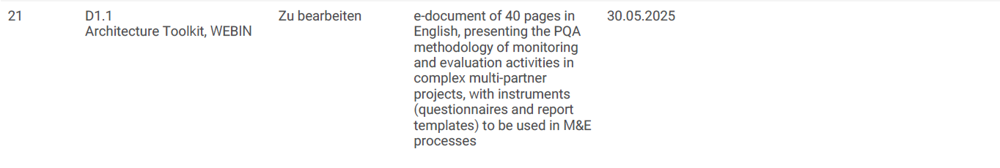 21
D1.1
Architecture Toolkit, WEBIN
Zu bearbeiten
e-document of 40 pages in
English, presenting the PQA
methodology of monitoring
and evaluation activities in
complex multi-partner
projects, with instruments
(questionnaires and report
templates) to be used in M&E
processes
30.05.2025